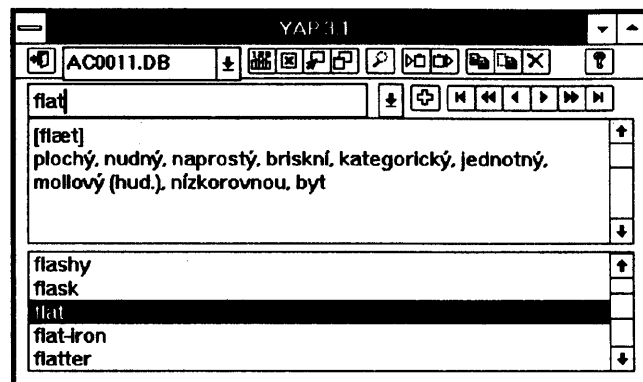 YAP 3.1
AC0011.DB
flat
[flæt]
plochý, nudný, naprostý, briskní, kategorický, jednotný,
mollový (hud.), nízkorovnou, byt
flashy
flask
flat
flat-iron
flatter